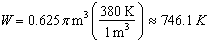 W = 0.625 π m³ (380 K / 1 m³) ≈ 746.1 K